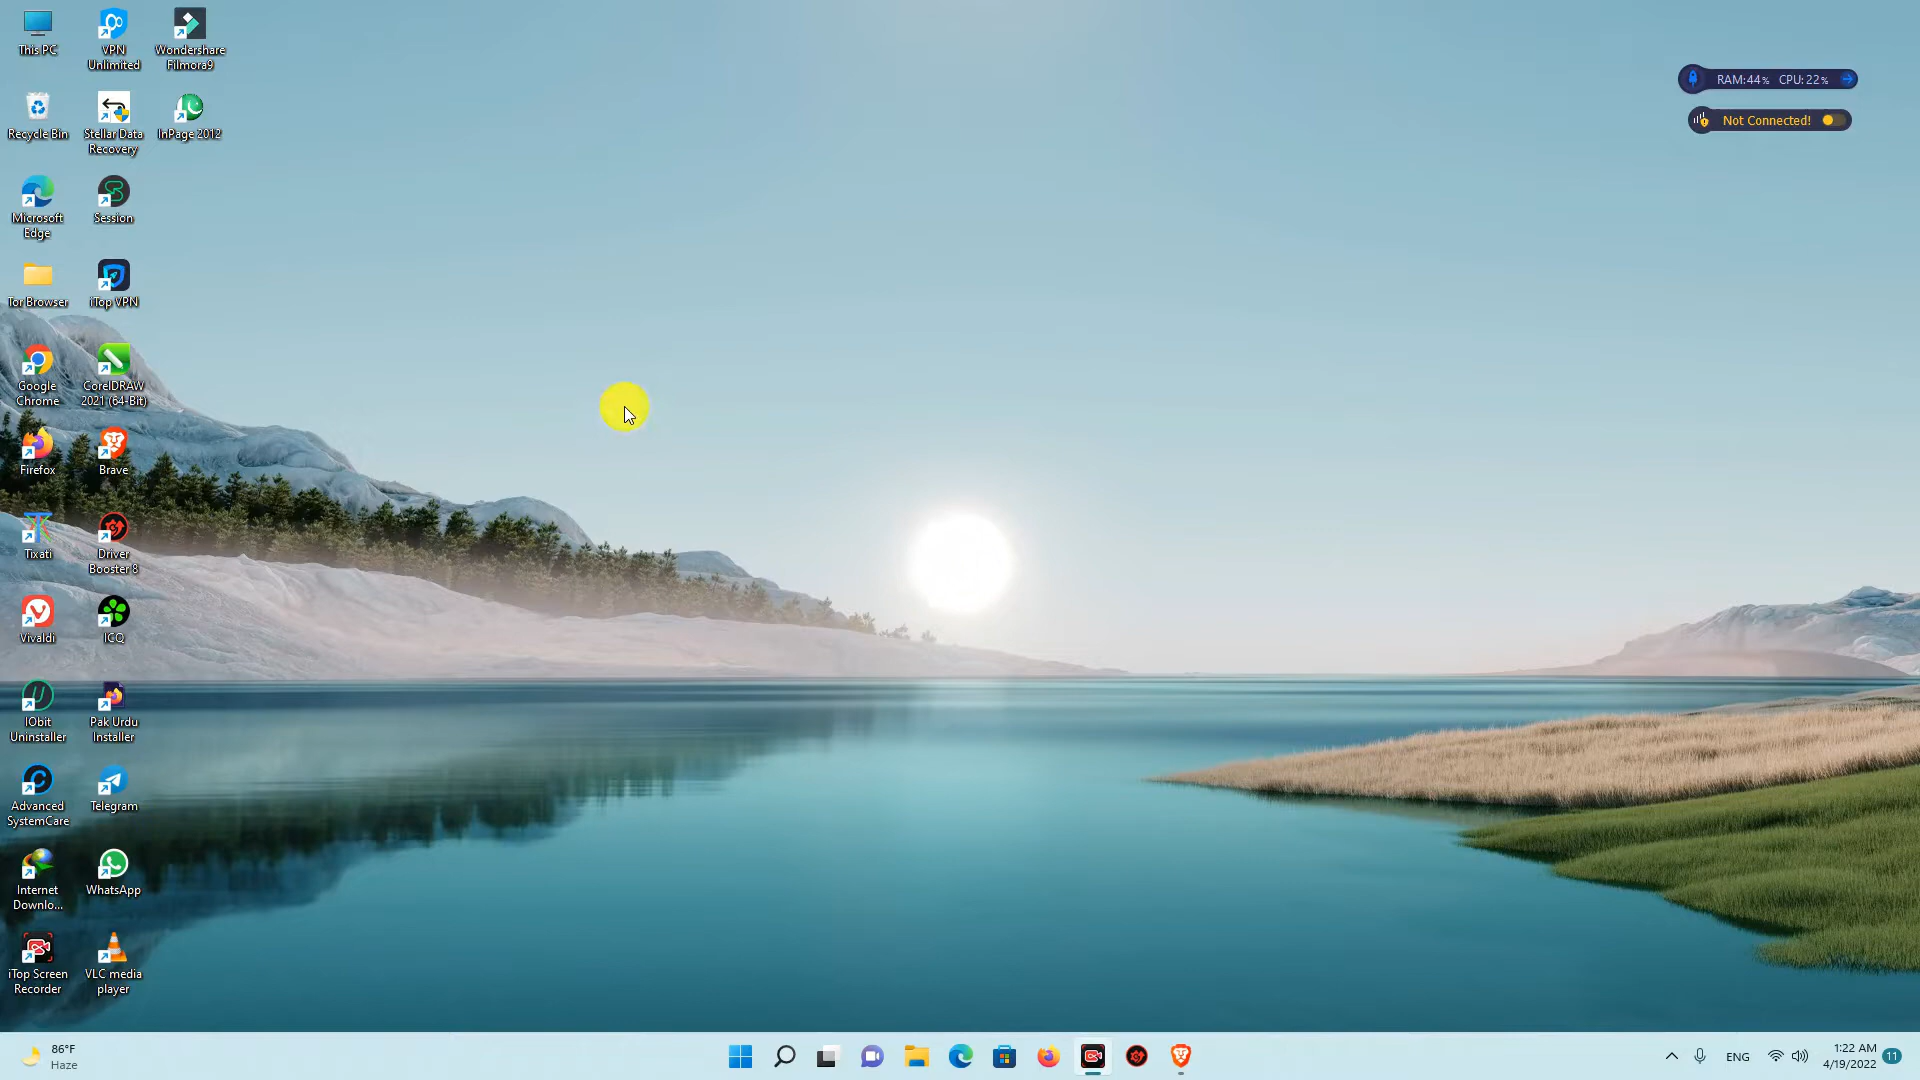 This PC
VPN
Unlimited
Wondershare
Filmora9
Recycle Bin
Stellar Data
Recovery
InPage 2012
Microsoft
Edge
Session
Tor Browser
iTop VPN
Google
Chrome
CorelDRAW
2021 (64-Bit)
Firefox
Brave
Tixati
Driver
Booster 8
Vivaldi
ICQ
IObit
Uninstaller
Pak Urdu
Installer
Advanced
SystemCare
Telegram
Internet
Downlo...
WhatsApp
iTop Screen
Recorder
VLC media
player
RAM:44% CPU:22%
Not Connected!
86°F
Haze
ENG
1:22 AM
4/19/2022
11